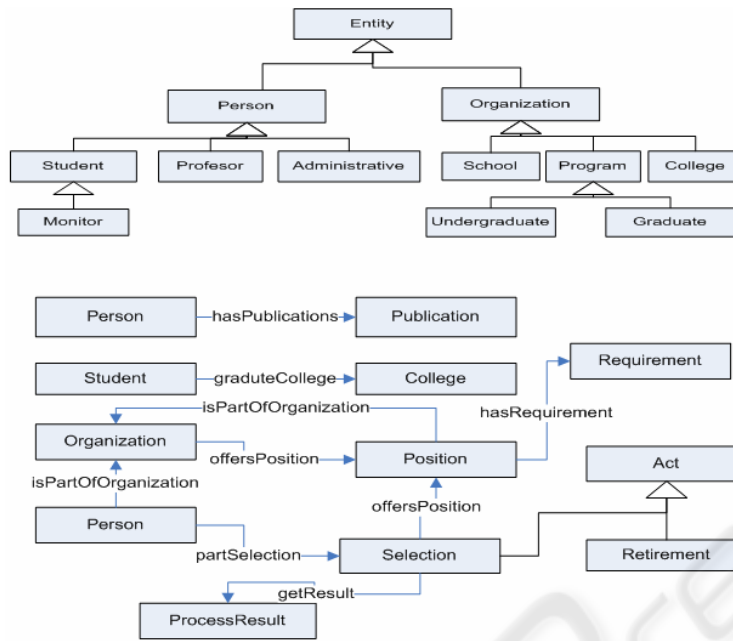 Entity
Person
Organization
Student
Profesor
Administrative
School
Program
College
Monitor
Undergraduate
Graduate
Person
hasPublications
Publication
Requirement
Student
graduteCollege
College
isPartOfOrganization
hasRequirement
Organization
offersPosition
Position
Act
isPartOfOrganization
offersPosition
Person
partSelection
Selection
Retirement
getResult
ProcessResult